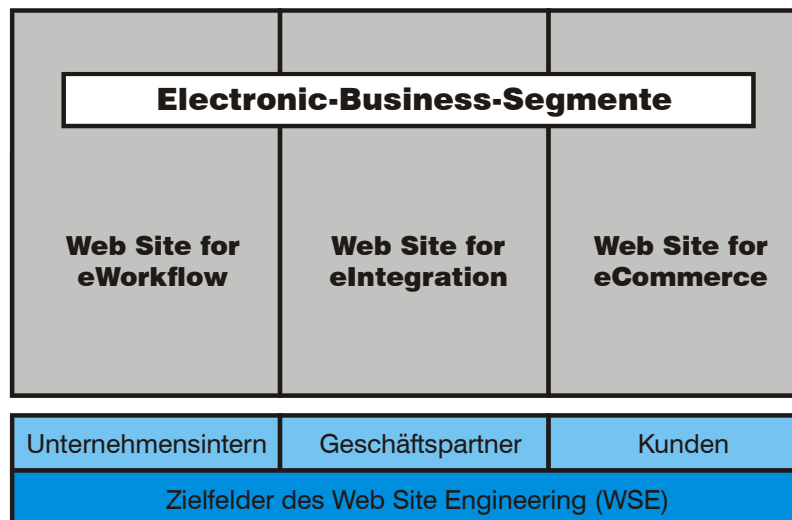 Electronic-Business-Segmente
Web Site for
eWorkflow
Web Site for
eIntegration
Web Site for
eCommerce
Unternehmensintern
Geschäftspartner
Kunden
Zielfelder des Web Site Engineering (WSE)